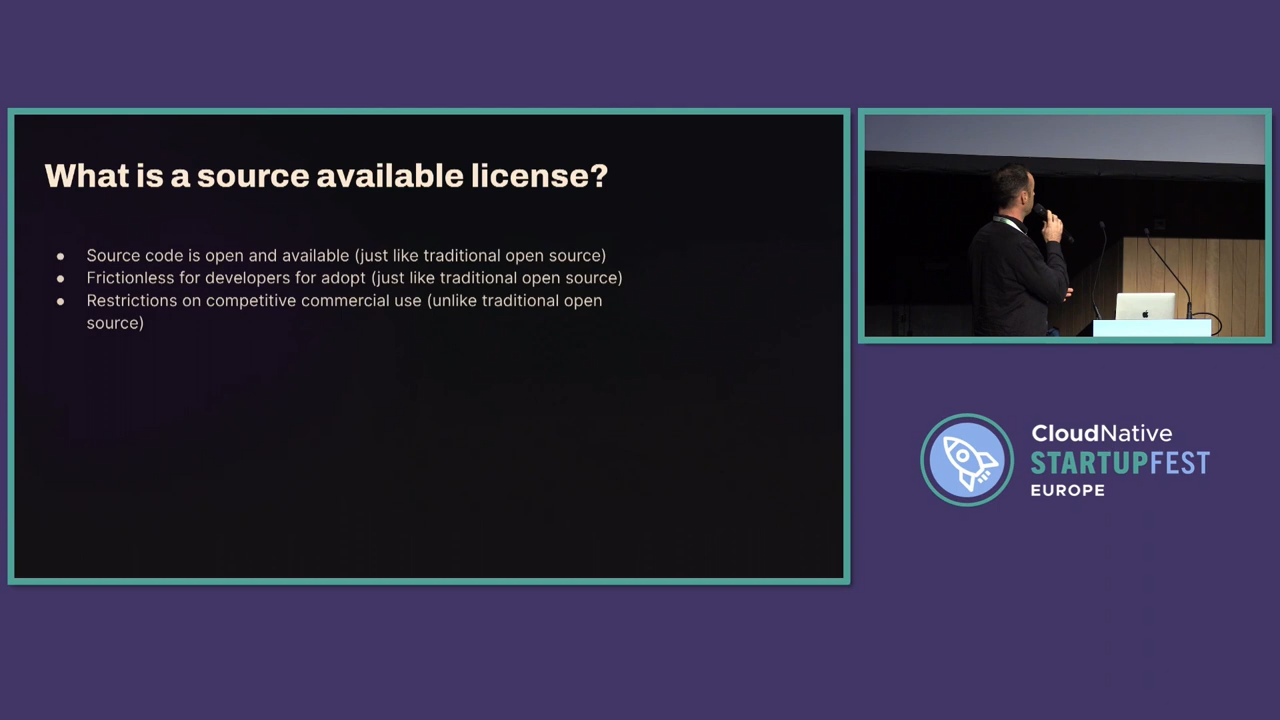 What is a source available license?
● Source code is open and available (just like traditional open source)
● Frictionless for developers for adopt (just like traditional open source)
● Restrictions on competitive commercial use (unlike traditional open
source)
CloudNative
STARTUPFEST
EUROPE